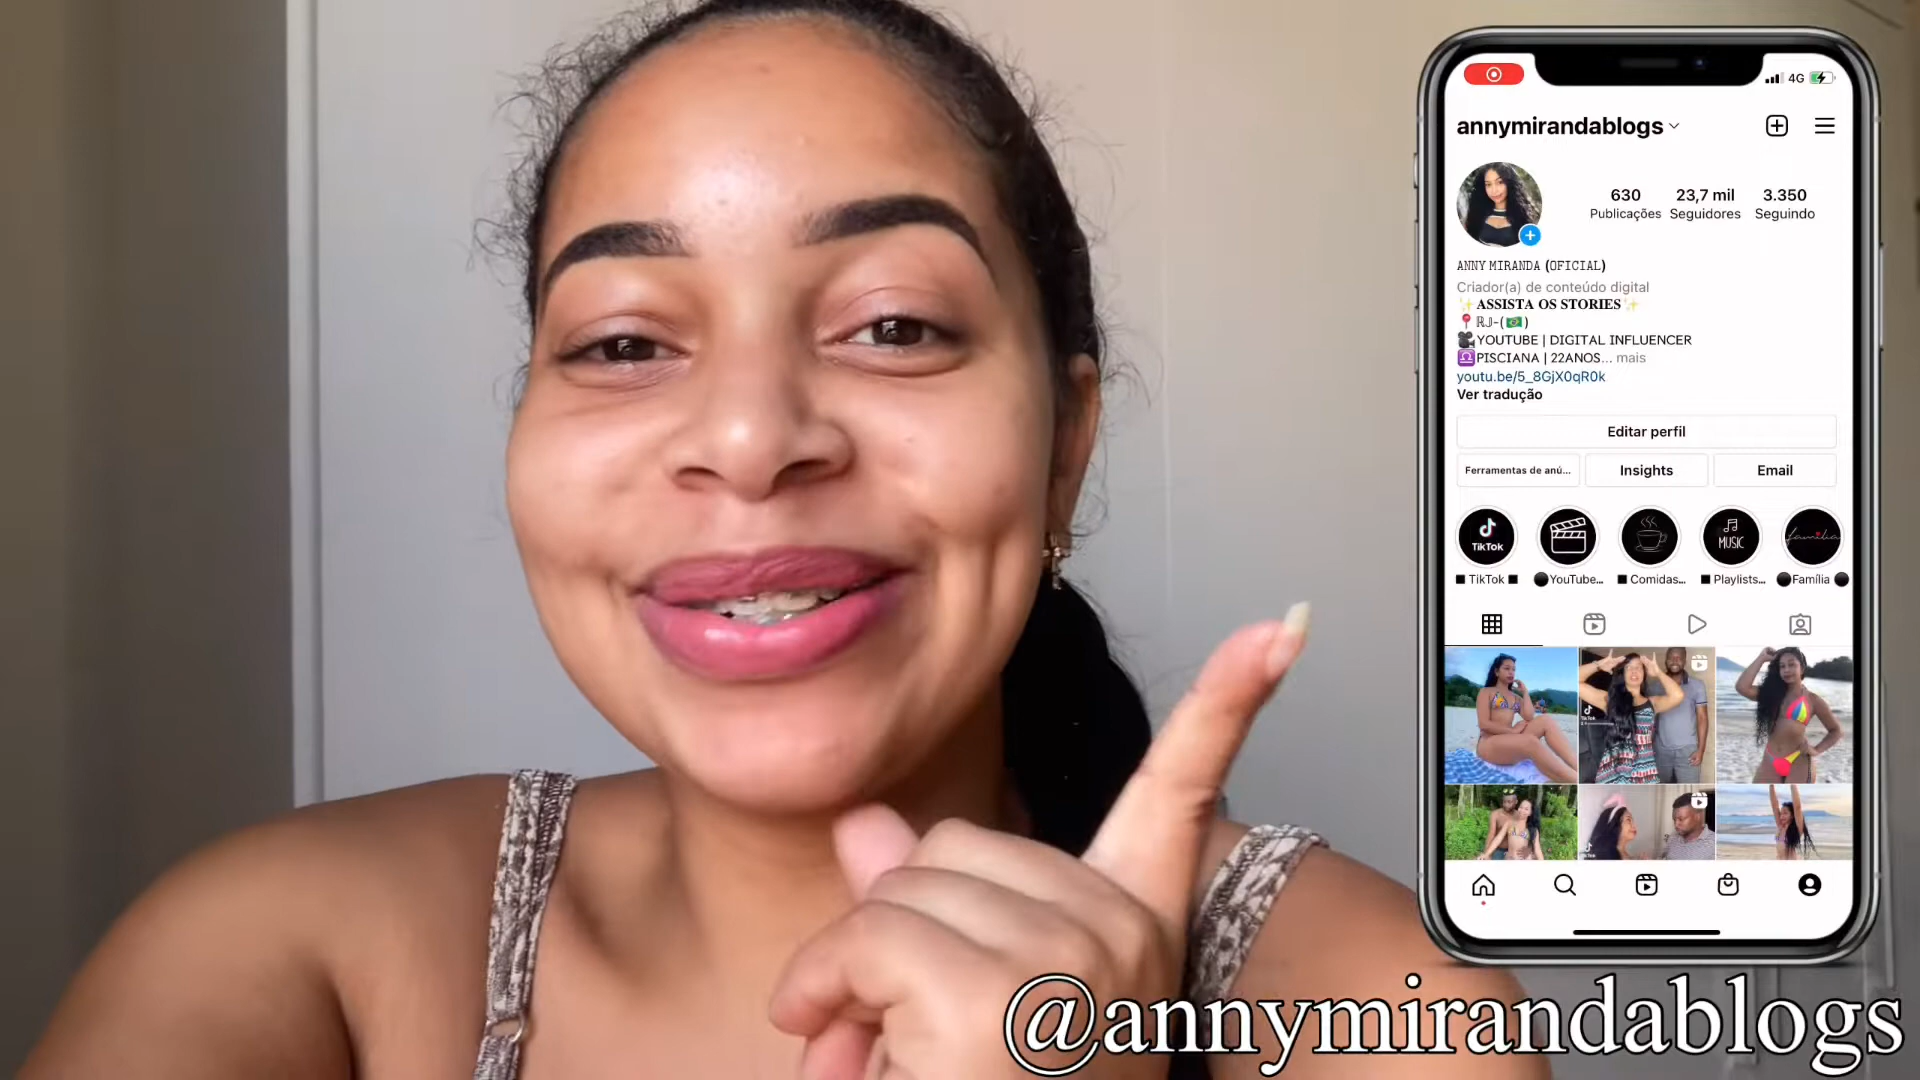 4G
annymirandablogs
630 23,7 mil 3.350
Publicações Seguidores Seguindo
ANNY MIRANDA (OFICIAL)
Criador(a) de conteúdo digital
✨ASSISTA OS STORIES✨
📍ℝJ-(🇧🇷)
🎥YOUTUBE | DIGITAL INFLUENCER
♎PISCIANA | 22ANOS... mais
youtu.be/5_8GjX0qR0k
Ver tradução
Editar perfil
Ferramentas de anú...
Insights
Email
TikTok
MUSIC
família
■ TikTok ■ ⚫YouTube... ■ Comidas... ■ Playlists... ⚫Família ⚫
@annymirandablogs